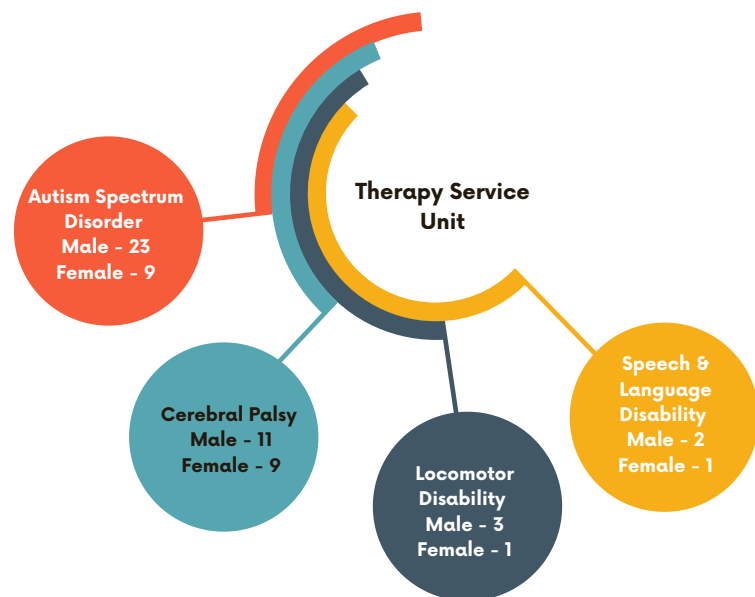 Therapy Service
Unit
Autism Spectrum
Disorder
Male - 23
Female - 9
Cerebral Palsy
Male - 11
Female - 9
Locomotor
Disability
Male - 3
Female - 1
Speech &
Language
Disability
Male - 2
Female - 1